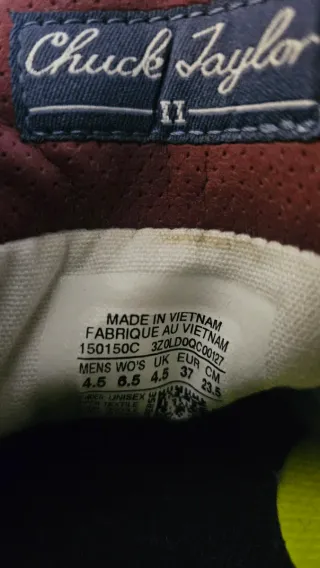 Chuck Taylor
II
MADE IN VIETNAM
FABRIQUE AU VIETNAM
150150C 3Z0LD0QC00127
MENS WO'S UK EUR CM
4.5 6.5 4.5 37 23.5
UNISEX